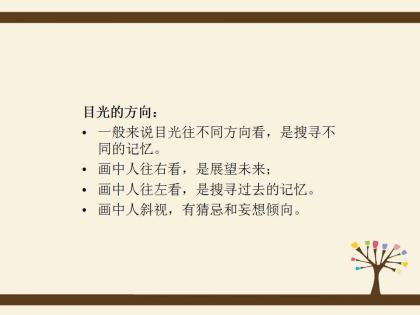 目光的方向：
• 一般来说目光往不同方向看，是搜寻不
同的记忆。
• 画中人往右看，是展望未来；
• 画中人往左看，是搜寻过去的记忆。
• 画中人斜视，有猜忌和妄想倾向。